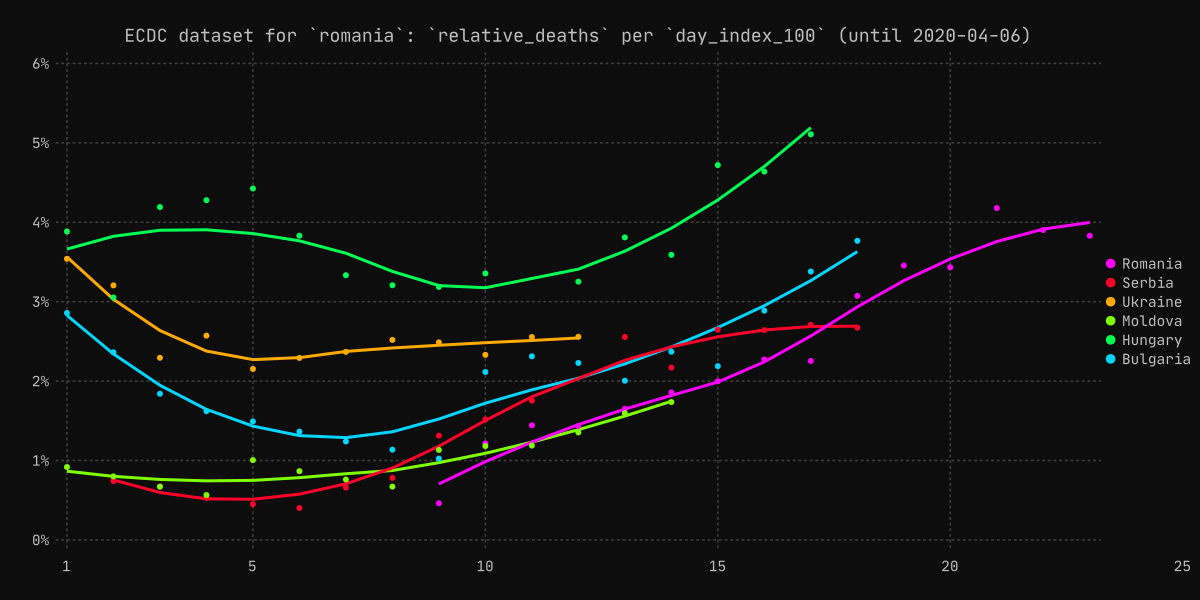 ECDC dataset for `romania`: `relative_deaths` per `day_index_100` (until 2020-04-06)
6%
5%
4%
3%
2%
1%
0%
1 5 10 15 20 25
Romania
Serbia
Ukraine
Moldova
Hungary
Bulgaria